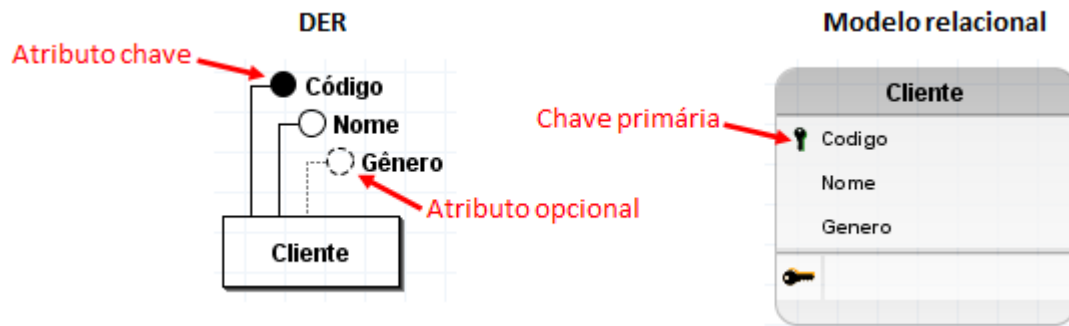 DER
Atributo chave
Código
Nome
Gênero
Atributo opcional
Cliente
Modelo relacional
Cliente
Chave primária
Codigo
Nome
Genero